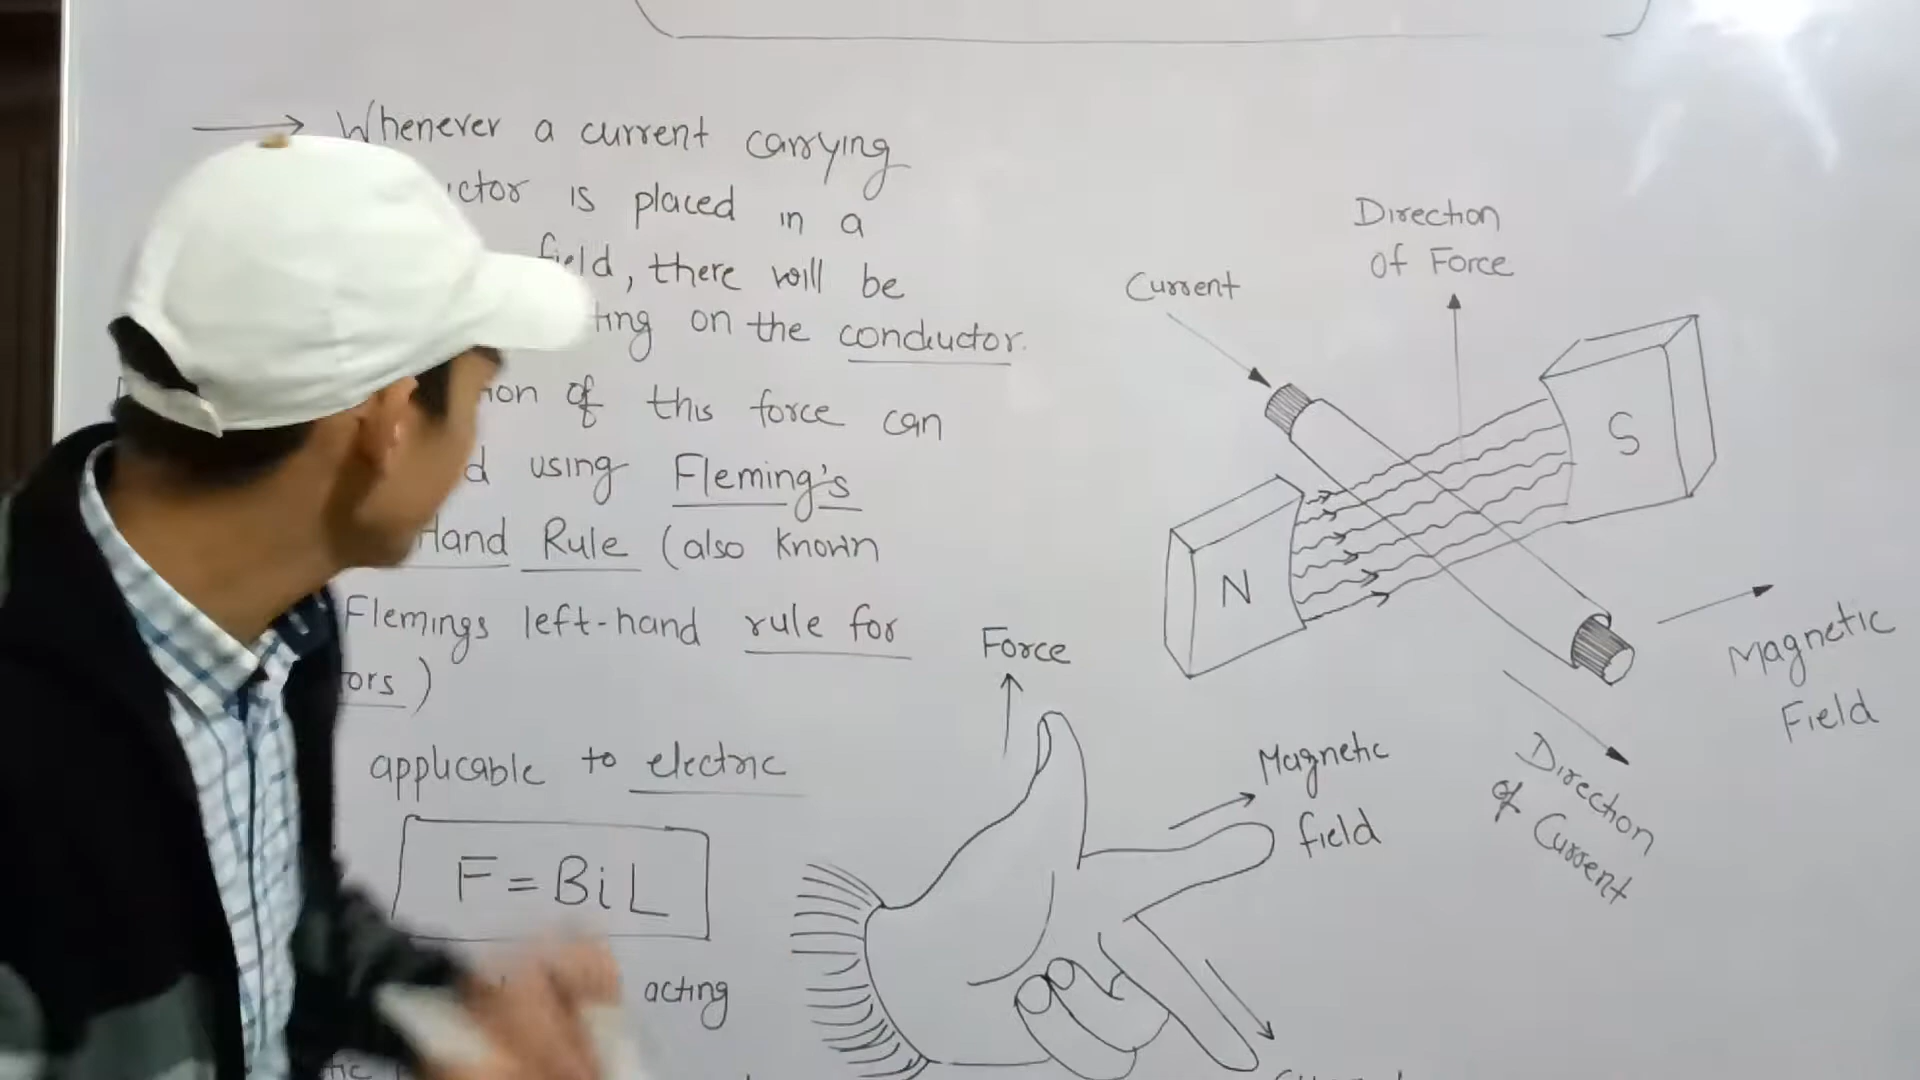 Whenever a current carrying
ctor is placed in a
field, there will be
ting on the conductor.
ion of this force can
d using Fleming's
Hand Rule (also known
Flemings left-hand rule for
ors)
applicable to electric
F = BiL
acting
Direction
of Force
Current
S
N
Magnetic
Field
Direction
of Current
Force
Magnetic
field